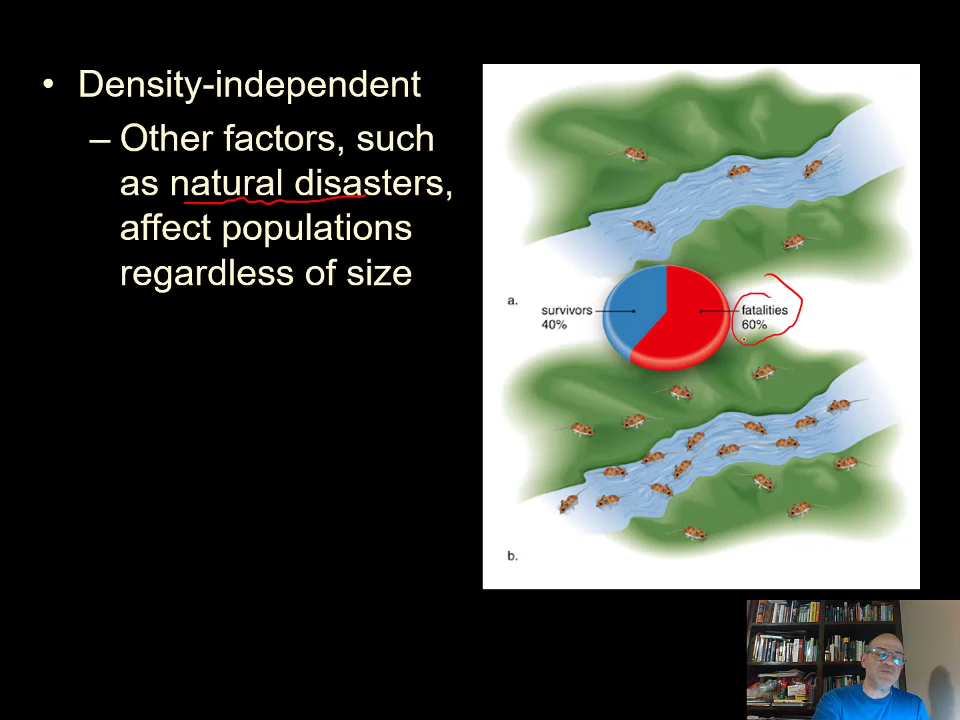 • Density-independent
– Other factors, such
as natural disasters,
affect populations
regardless of size
a.
survivors
40%
fatalities
60%
b.